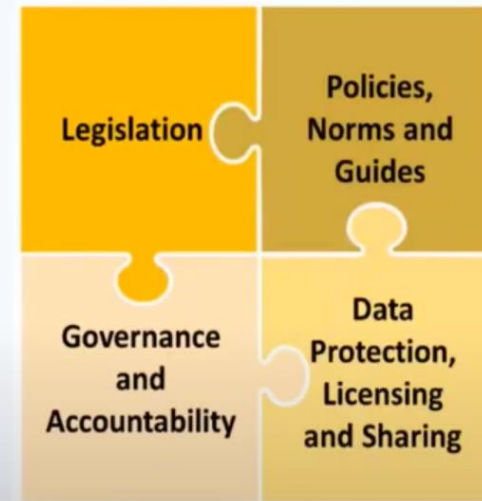 Legislation
Policies,
Norms and
Guides
Governance
and
Accountability
Data
Protection,
Licensing
and Sharing